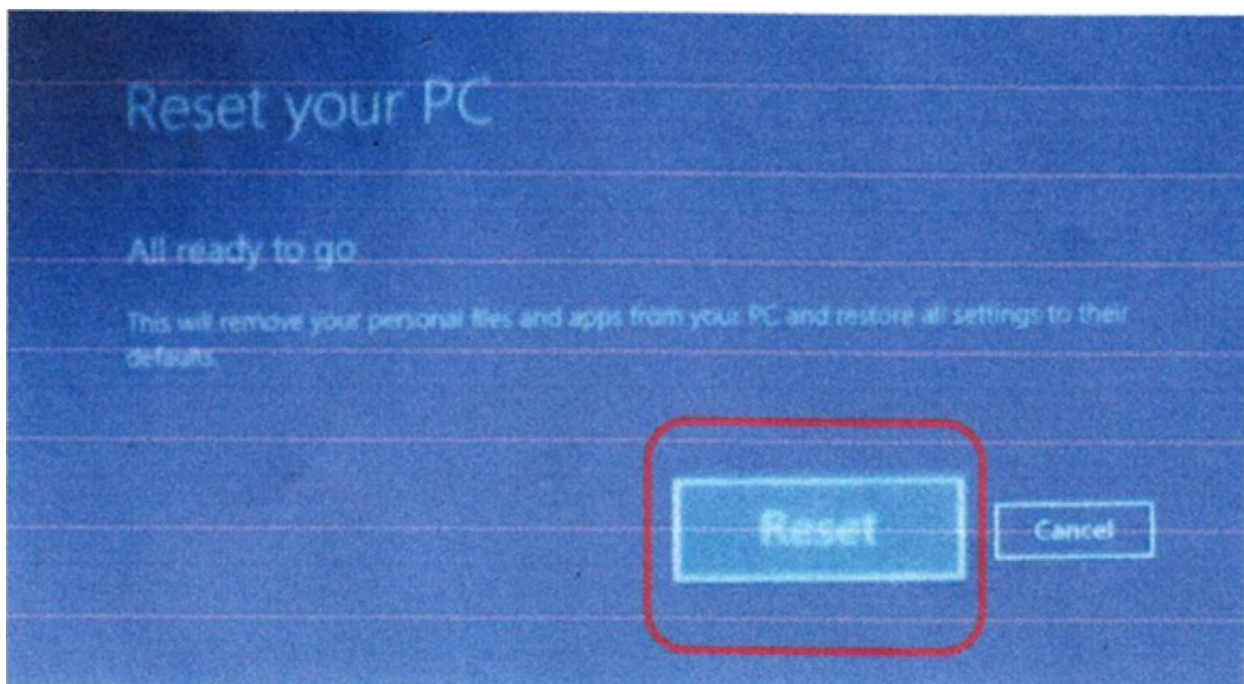 Reset your PC
All ready to go
This will remove your personal files and apps from your PC and restore all settings to their
defaults.
Reset
Cancel